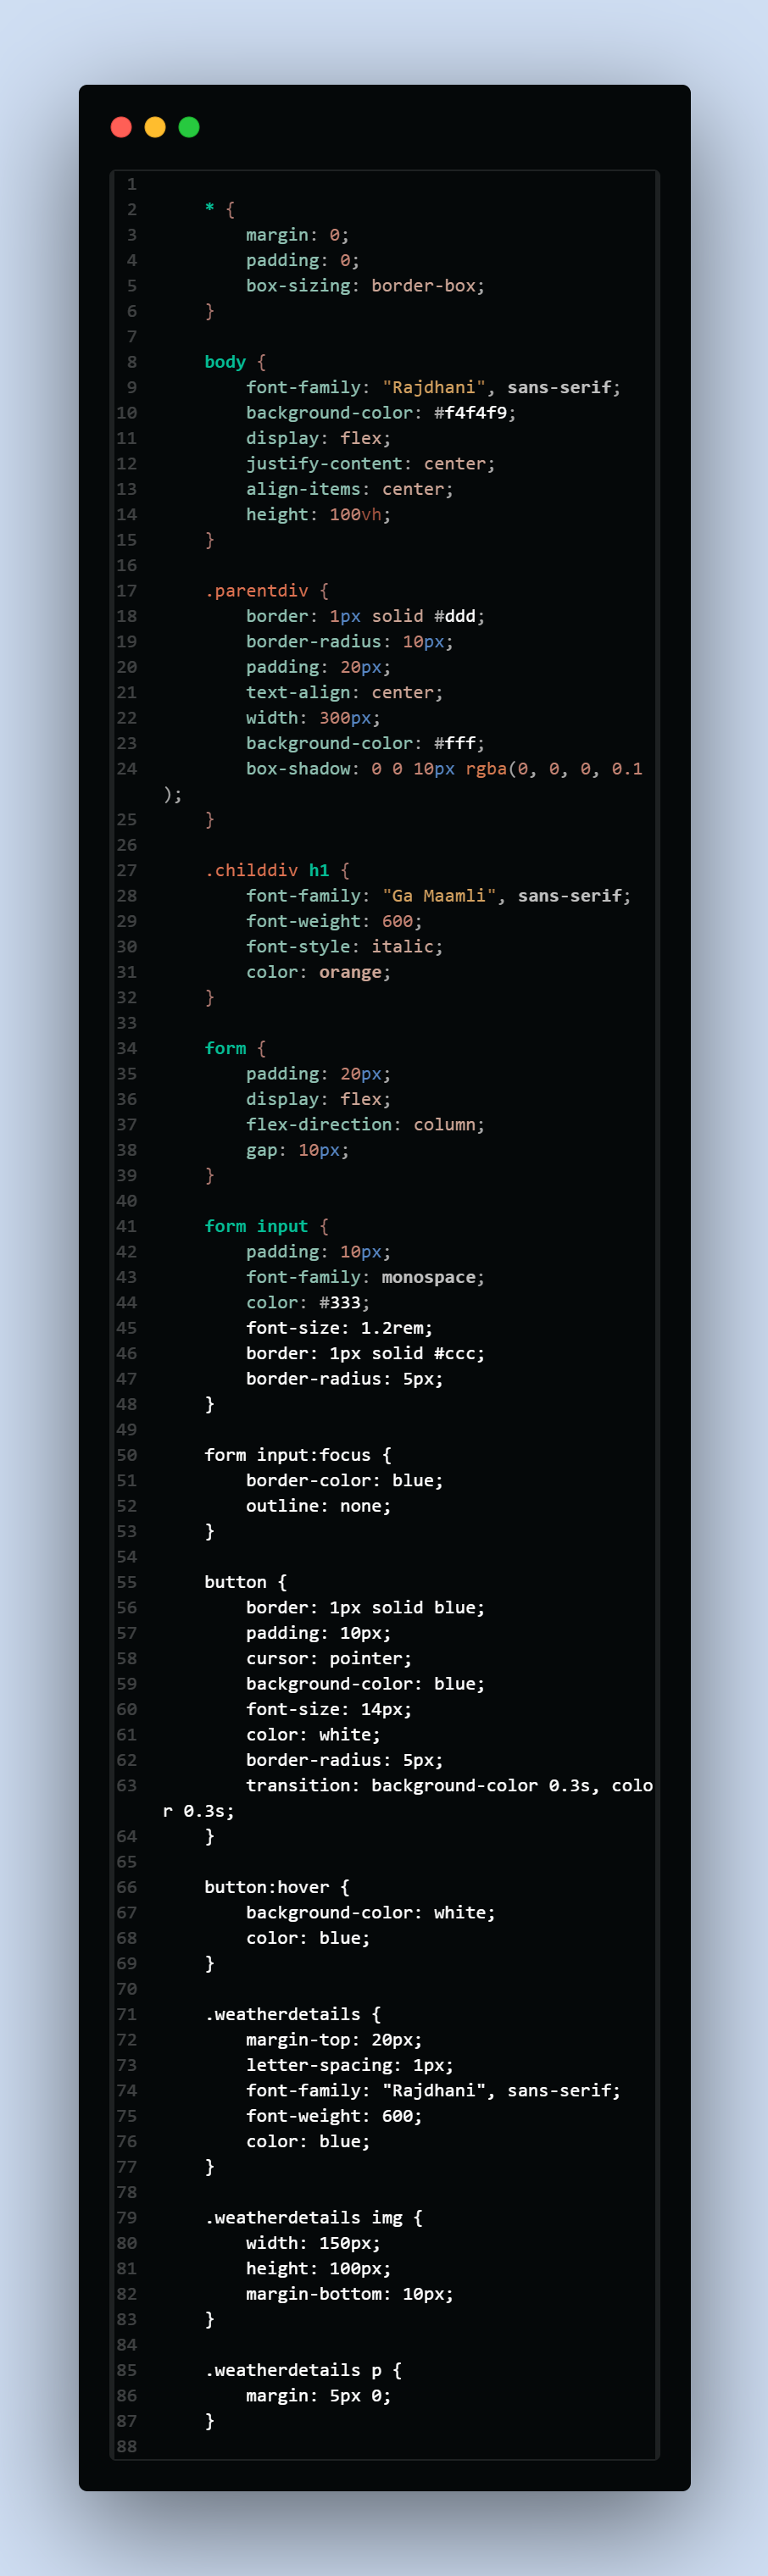 1
2     * {
3         margin: 0;
4         padding: 0;
5         box-sizing: border-box;
6     }
7
8     body {
9         font-family: "Rajdhani", sans-serif;
10         background-color: #f4f4f9;
11         display: flex;
12         justify-content: center;
13         align-items: center;
14         height: 100vh;
15     }
16
17     .parentdiv {
18         border: 1px solid #ddd;
19         border-radius: 10px;
20         padding: 20px;
21         text-align: center;
22         width: 300px;
23         background-color: #fff;
24         box-shadow: 0 0 10px rgba(0, 0, 0, 0.1
);
25     }
26
27     .childdiv h1 {
28         font-family: "Ga Maamli", sans-serif;
29         font-weight: 600;
30         font-style: italic;
31         color: orange;
32     }
33
34     form {
35         padding: 20px;
36         display: flex;
37         flex-direction: column;
38         gap: 10px;
39     }
40
41     form input {
42         padding: 10px;
43         font-family: monospace;
44         color: #333;
45         font-size: 1.2rem;
46         border: 1px solid #ccc;
47         border-radius: 5px;
48     }
49
50     form input:focus {
51         border-color: blue;
52         outline: none;
53     }
54
55     button {
56         border: 1px solid blue;
57         padding: 10px;
58         cursor: pointer;
59         background-color: blue;
60         font-size: 14px;
61         color: white;
62         border-radius: 5px;
63         transition: background-color 0.3s, colo
r 0.3s;
64     }
65
66     button:hover {
67         background-color: white;
68         color: blue;
69     }
70
71     .weatherdetails {
72         margin-top: 20px;
73         letter-spacing: 1px;
74         font-family: "Rajdhani", sans-serif;
75         font-weight: 600;
76         color: blue;
77     }
78
79     .weatherdetails img {
80         width: 150px;
81         height: 100px;
82         margin-bottom: 10px;
83     }
84
85     .weatherdetails p {
86         margin: 5px 0;
87     }
88